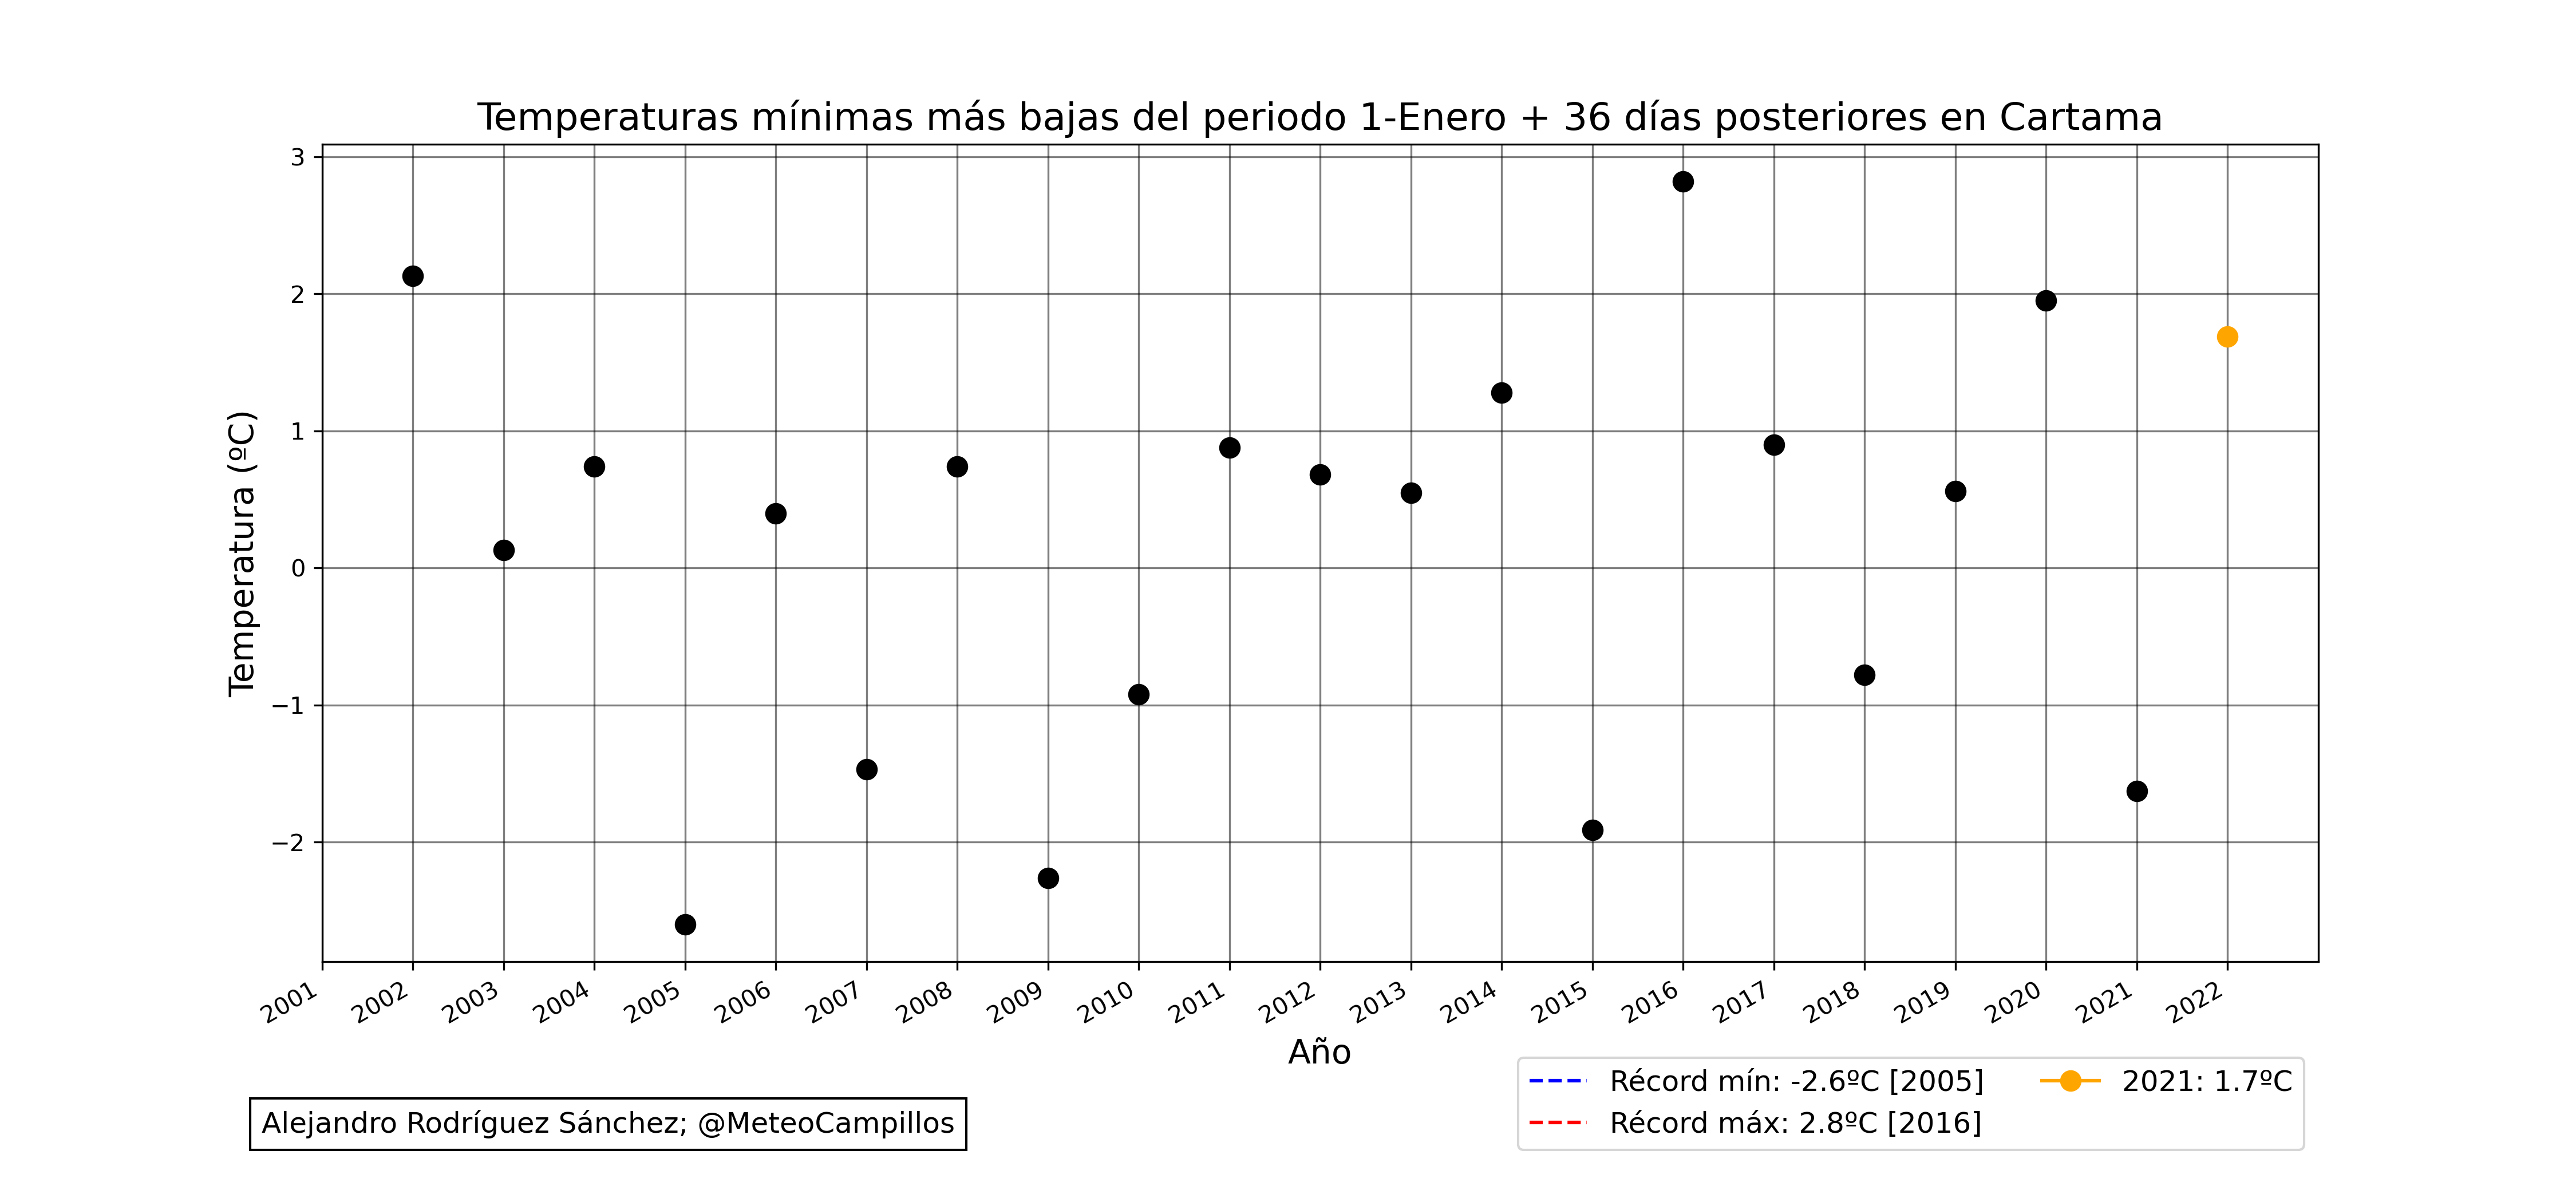 Temperaturas mínimas más bajas del periodo 1-Enero + 36 días posteriores en Cartama
Temperatura (ºC)
3
2
1
0
−1
−2
2001 2002 2003 2004 2005 2006 2007 2008 2009 2010 2011 2012 2013 2014 2015 2016 2017 2018 2019 2020 2021 2022
Año
Récord mín: -2.6ºC [2005]
Récord máx: 2.8ºC [2016]
2021: 1.7ºC
Alejandro Rodríguez Sánchez; @MeteoCampillos